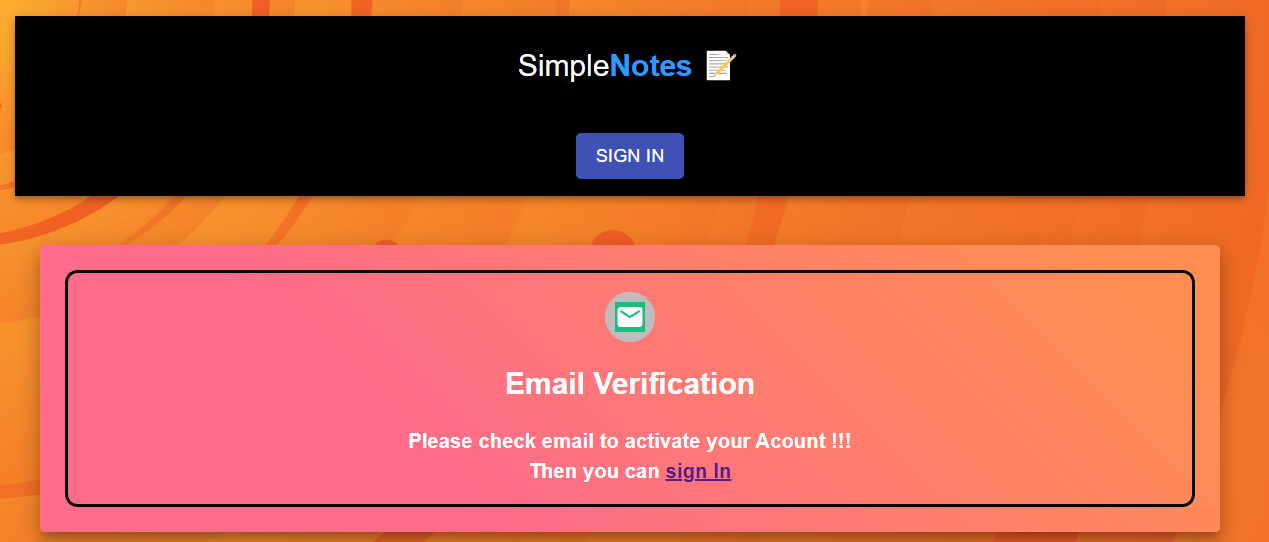 SimpleNotes 📝
SIGN IN
Email Verification
Please check email to activate your Acount !!!
Then you can sign In